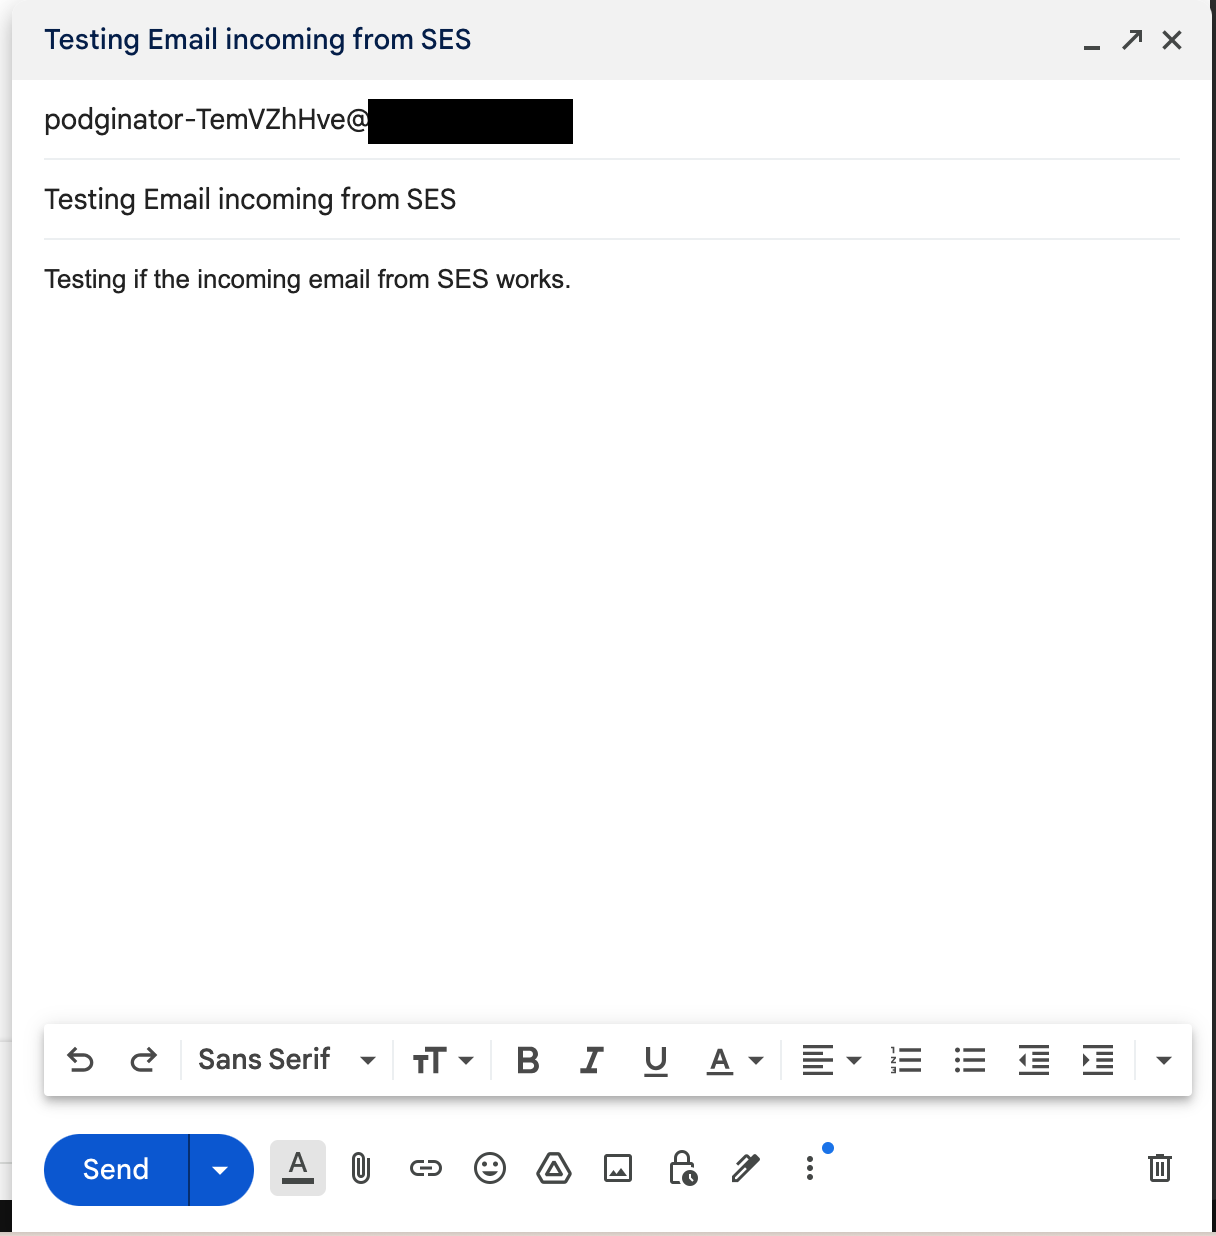 Testing Email incoming from SES
podginator-TemVZhHve@
Testing Email incoming from SES
Testing if the incoming email from SES works.
Sans Serif
Send